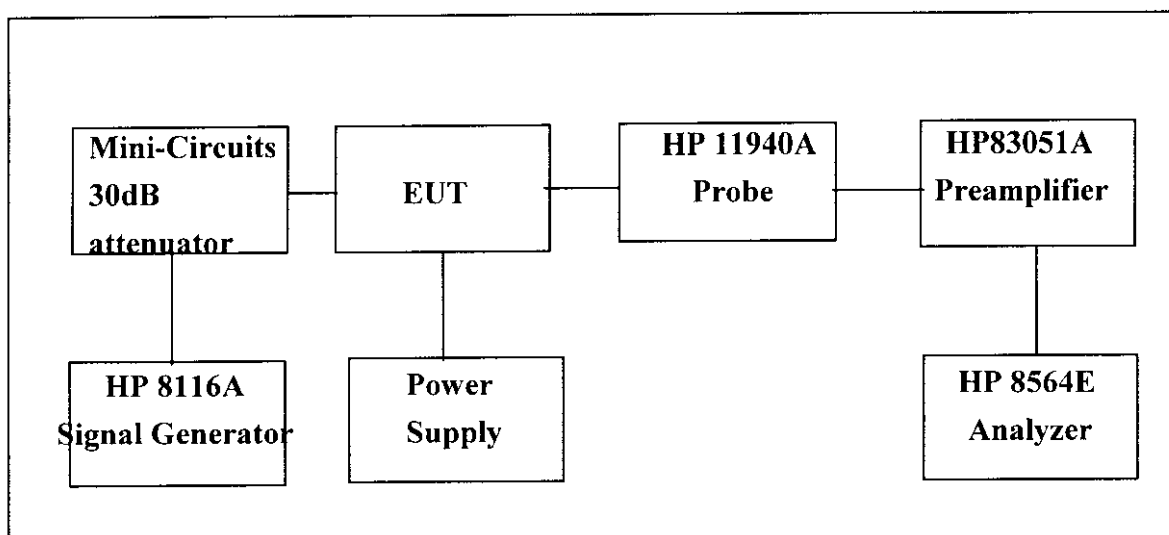 Mini-Circuits
30dB
attenuator
EUT
HP 11940A
Probe
HP83051A
Preamplifier
HP 8116A
Signal Generator
Power
Supply
HP 8564E
Analyzer